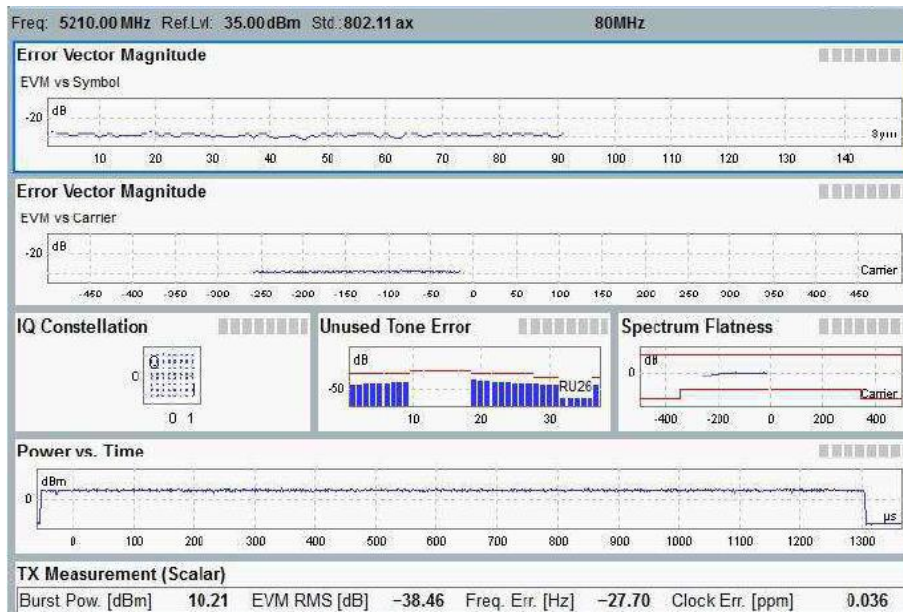 Freq: 5210.00 MHz Ref.Lvl: 35.00 dBm Std.: 802.11 ax 80MHz
Error Vector Magnitude
EVM vs Symbol
dB
-20
Sym
10 20 30 40 50 60 70 80 90 100 110 120 130 140
Error Vector Magnitude
EVM vs Carrier
dB
-20
Carrier
-450 -400 -350 -300 -250 -200 -150 -100 -50 0 50 100 150 200 250 300 350 400 450
IQ Constellation Unused Tone Error Spectrum Flatness
Q
0
I
0 1
dB
-50
RU26
10 20 30
dB
0
Carrier
-400 -200 0 200 400
Power vs. Time
dBm
0
µs
0 100 200 300 400 500 600 700 800 900 1000 1100 1200 1300
TX Measurement (Scalar)
Burst Pow. [dBm] 10.21 EVM RMS [dB] -38.46 Freq. Err. [Hz] -27.70 Clock Err. [ppm] 0.036